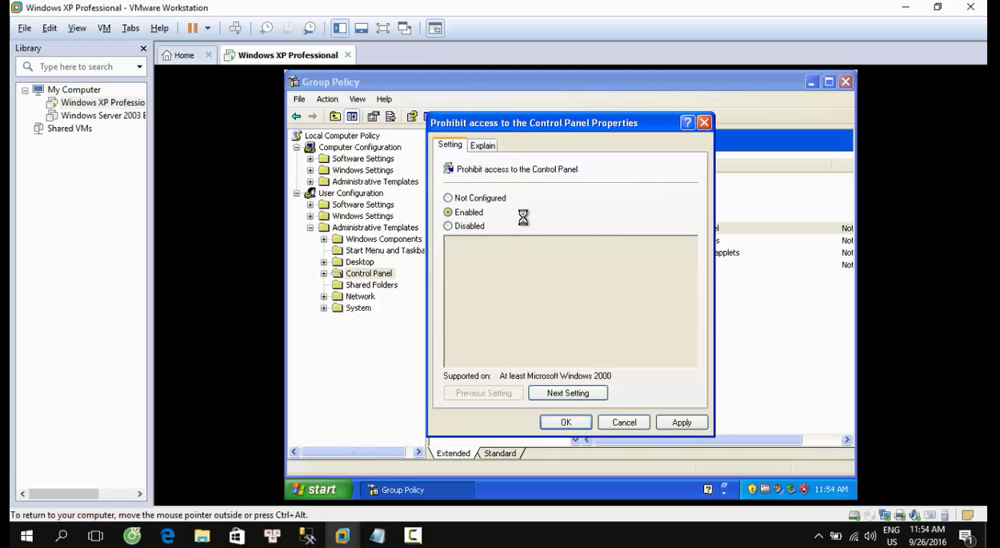 Windows XP Professional - VMware Workstation
File Edit View VM Tabs Help
Library
Type here to search
Home
Windows XP Professional
My Computer
Windows XP Professio
Windows Server 2003 E
Shared VMs
Group Policy
File Action View Help
Local Computer Policy
Computer Configuration
Software Settings
Windows Settings
Administrative Templates
User Configuration
Software Settings
Windows Settings
Administrative Templates
Windows Components
Start Menu and Taskba
Desktop
Control Panel
Shared Folders
Network
System
Prohibit access to the Control Panel Properties
Setting Explain
Prohibit access to the Control Panel
Not Configured
Enabled
Disabled
Supported on: At least Microsoft Windows 2000
Previous Setting Next Setting
OK Cancel Apply
el Not
s Not
applets Not
Not
Extended Standard
start Group Policy 11:54 AM
To return to your computer, move the mouse pointer outside or press Ctrl+Alt.
ENG 11:54 AM
US 9/26/2016
1